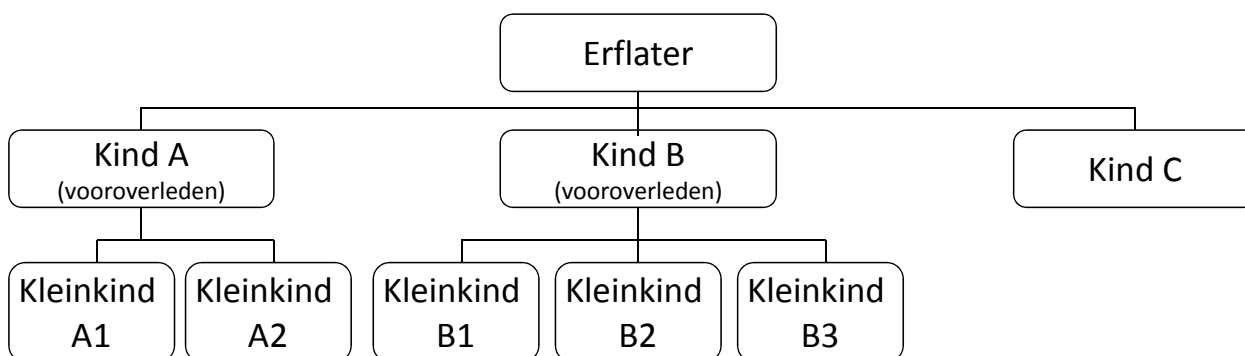 Erflater
Kind A
(vooroverleden)
Kind B
(vooroverleden)
Kind C
Kleinkind
A1
Kleinkind
A2
Kleinkind
B1
Kleinkind
B2
Kleinkind
B3